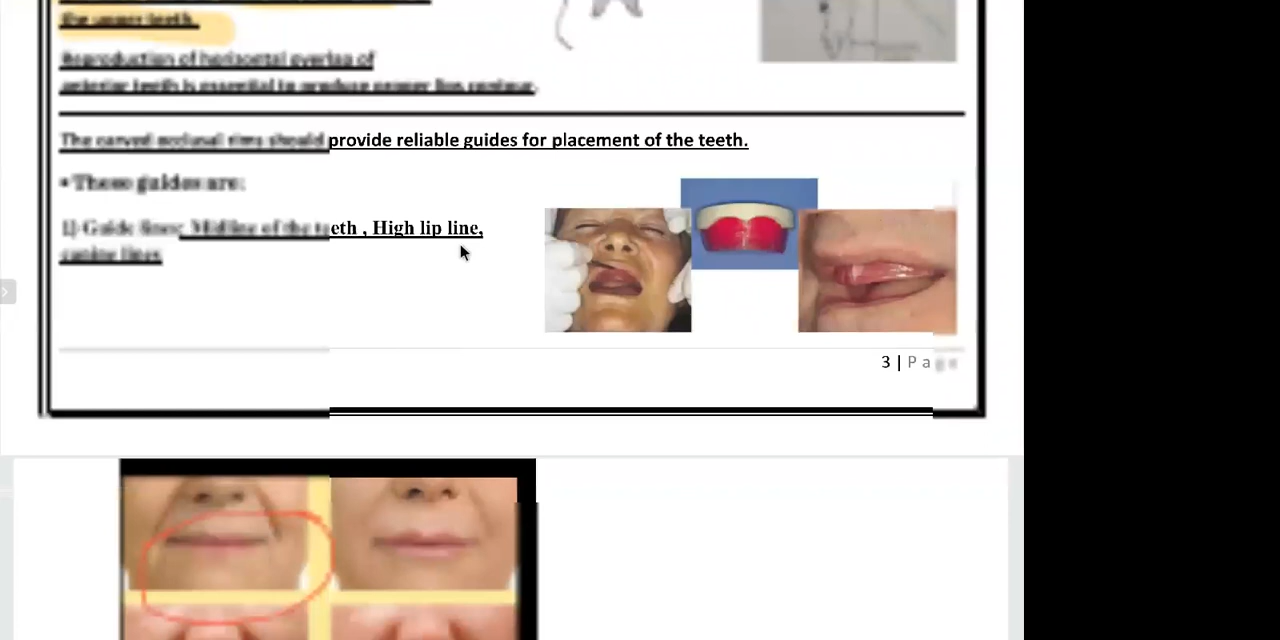 the upper teeth.
Reproduction of horizontal overlap of
anterior teeth is essential to produce proper lips contour.
The carved occlusal rims should provide reliable guides for placement of the teeth.
• These guides are:
1) Guide lines: Midline of the teeth , High lip line,
canine lines
3 | Page